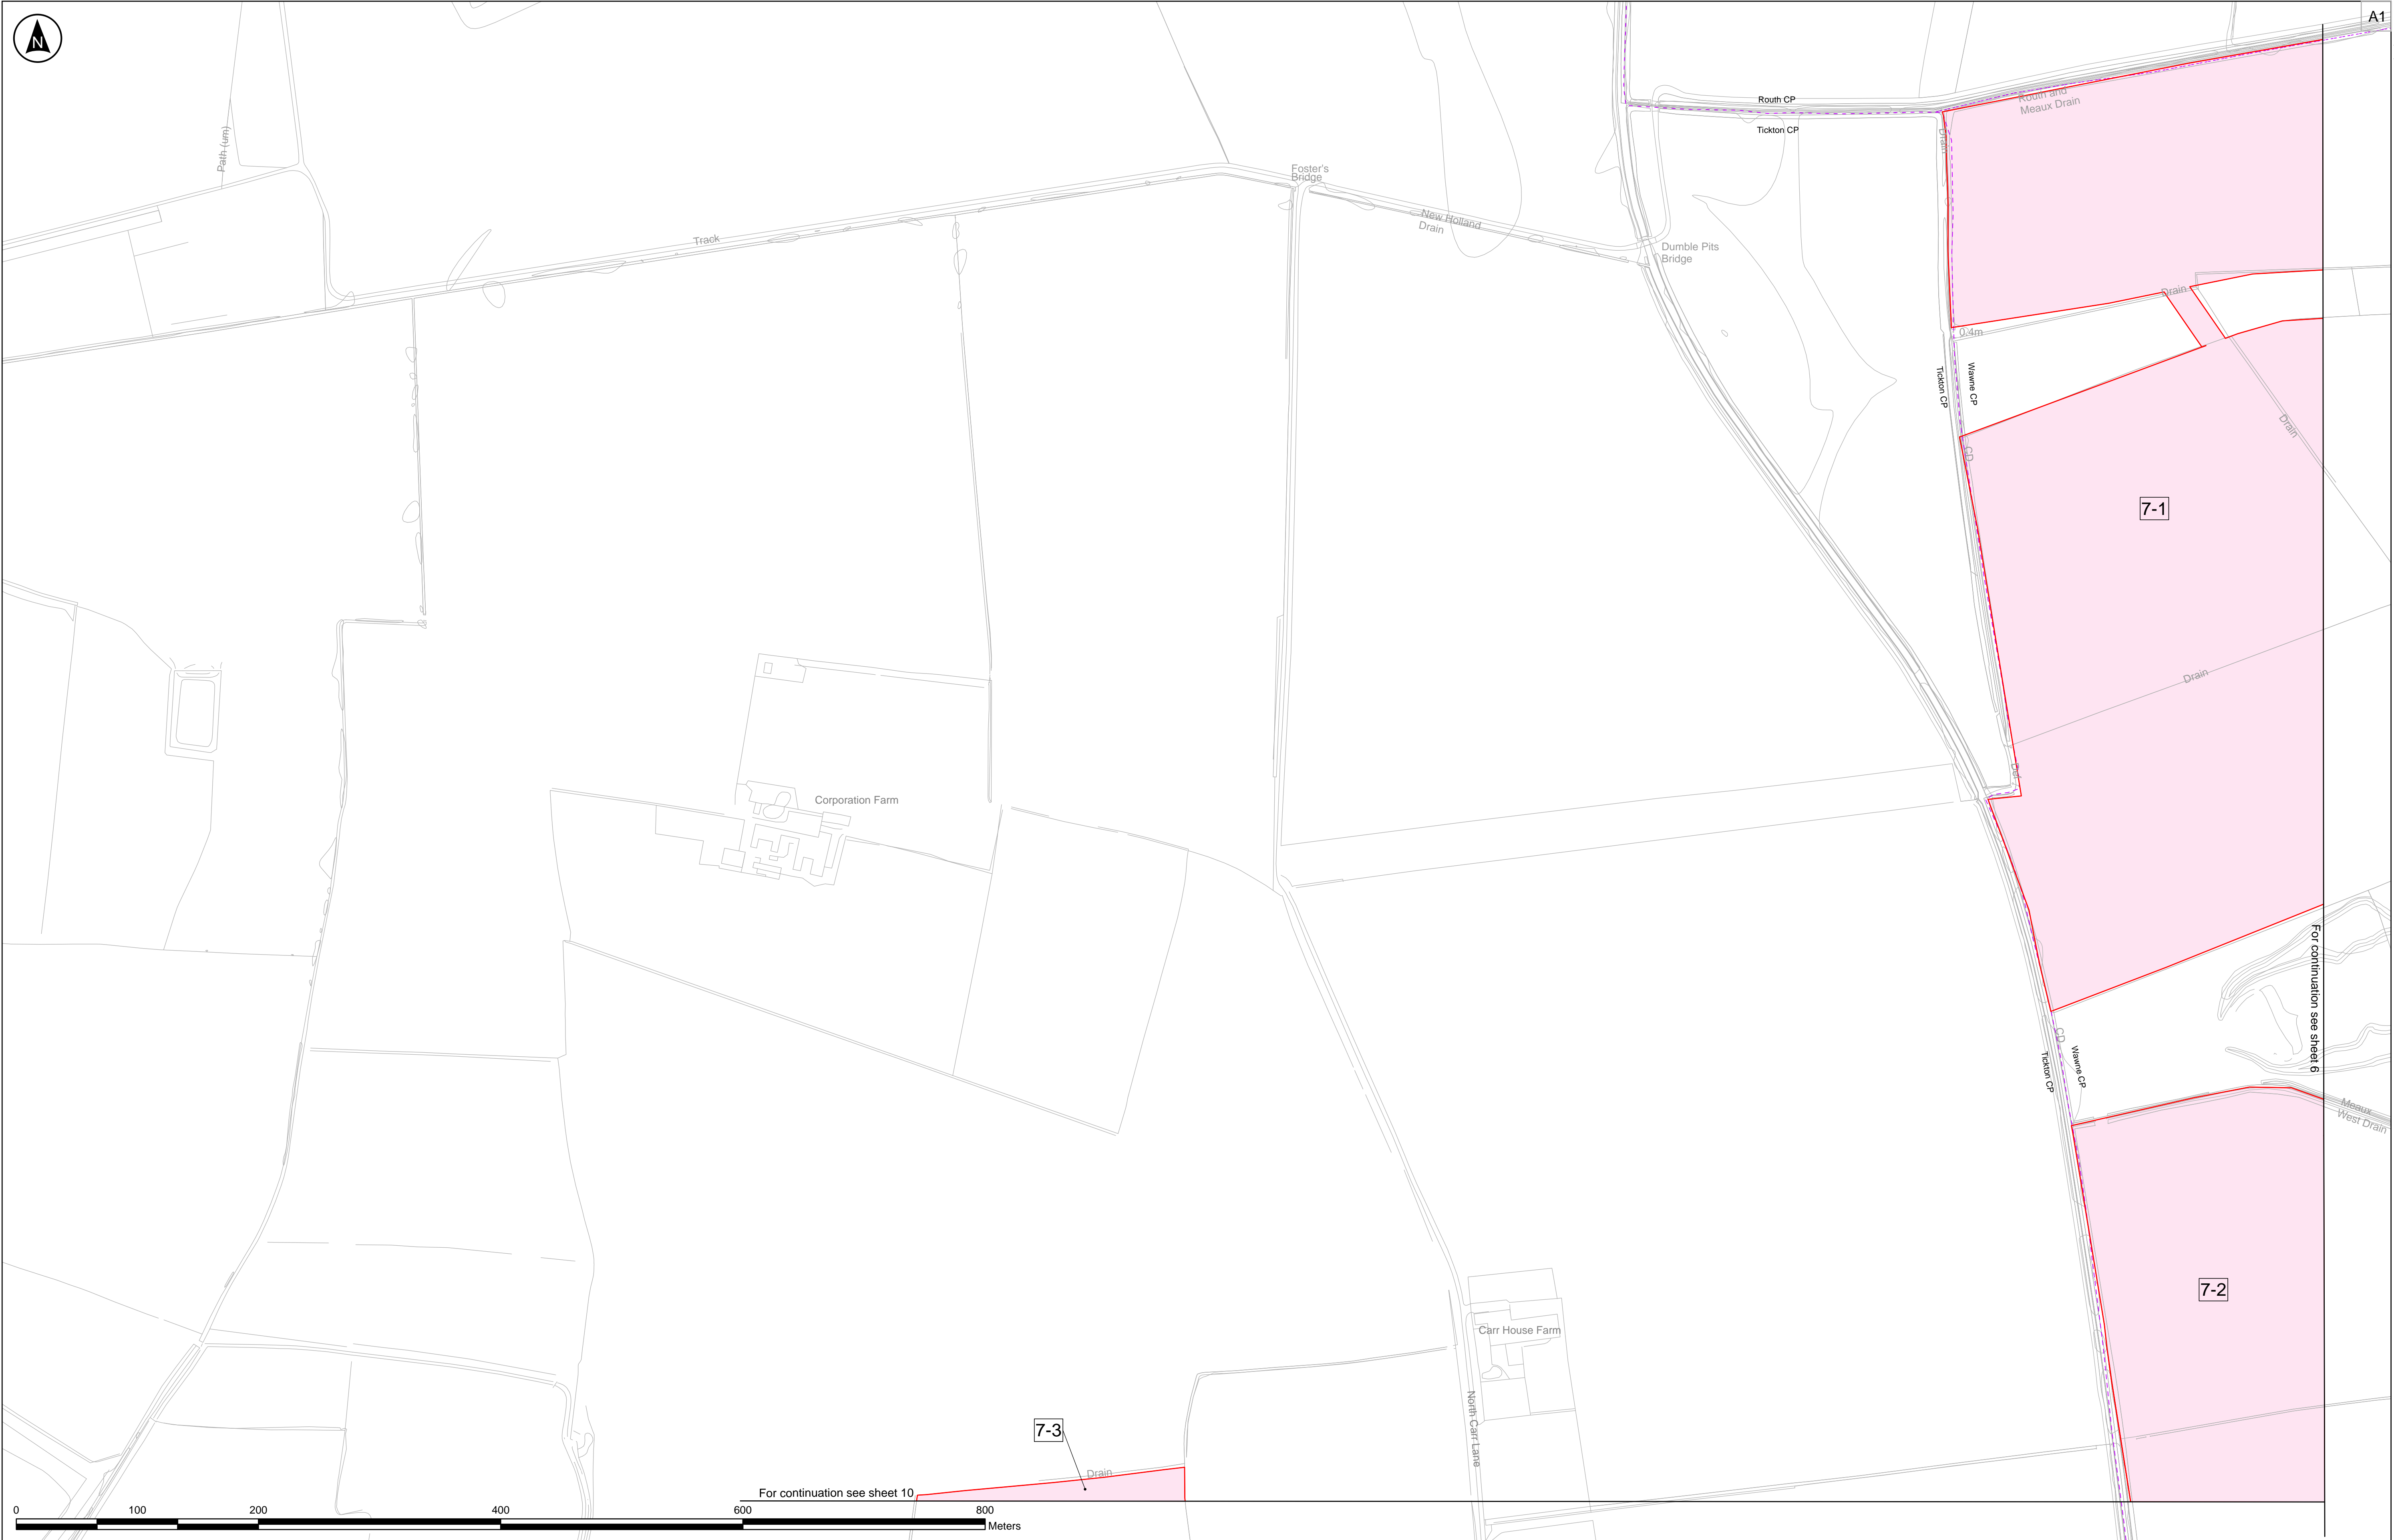 A1
N
Routh CP
Tickton CP
Routh and
Meaux Drain
Path (um)
Drain
Foster's
Bridge
New Holland
Drain
Track
Dumble Pits
Bridge
Drain
0.4m
Tickton CP
Wawne CP
Drain
CD
7-1
Drain
Def
Corporation Farm
For continuation see sheet 6
CD
Tickton CP
Wawne CP
Meaux
West Drain
7-2
Carr House Farm
North Carr Lane
7-3
Drain
For continuation see sheet 10
0 100 200 400 600 800
Meters